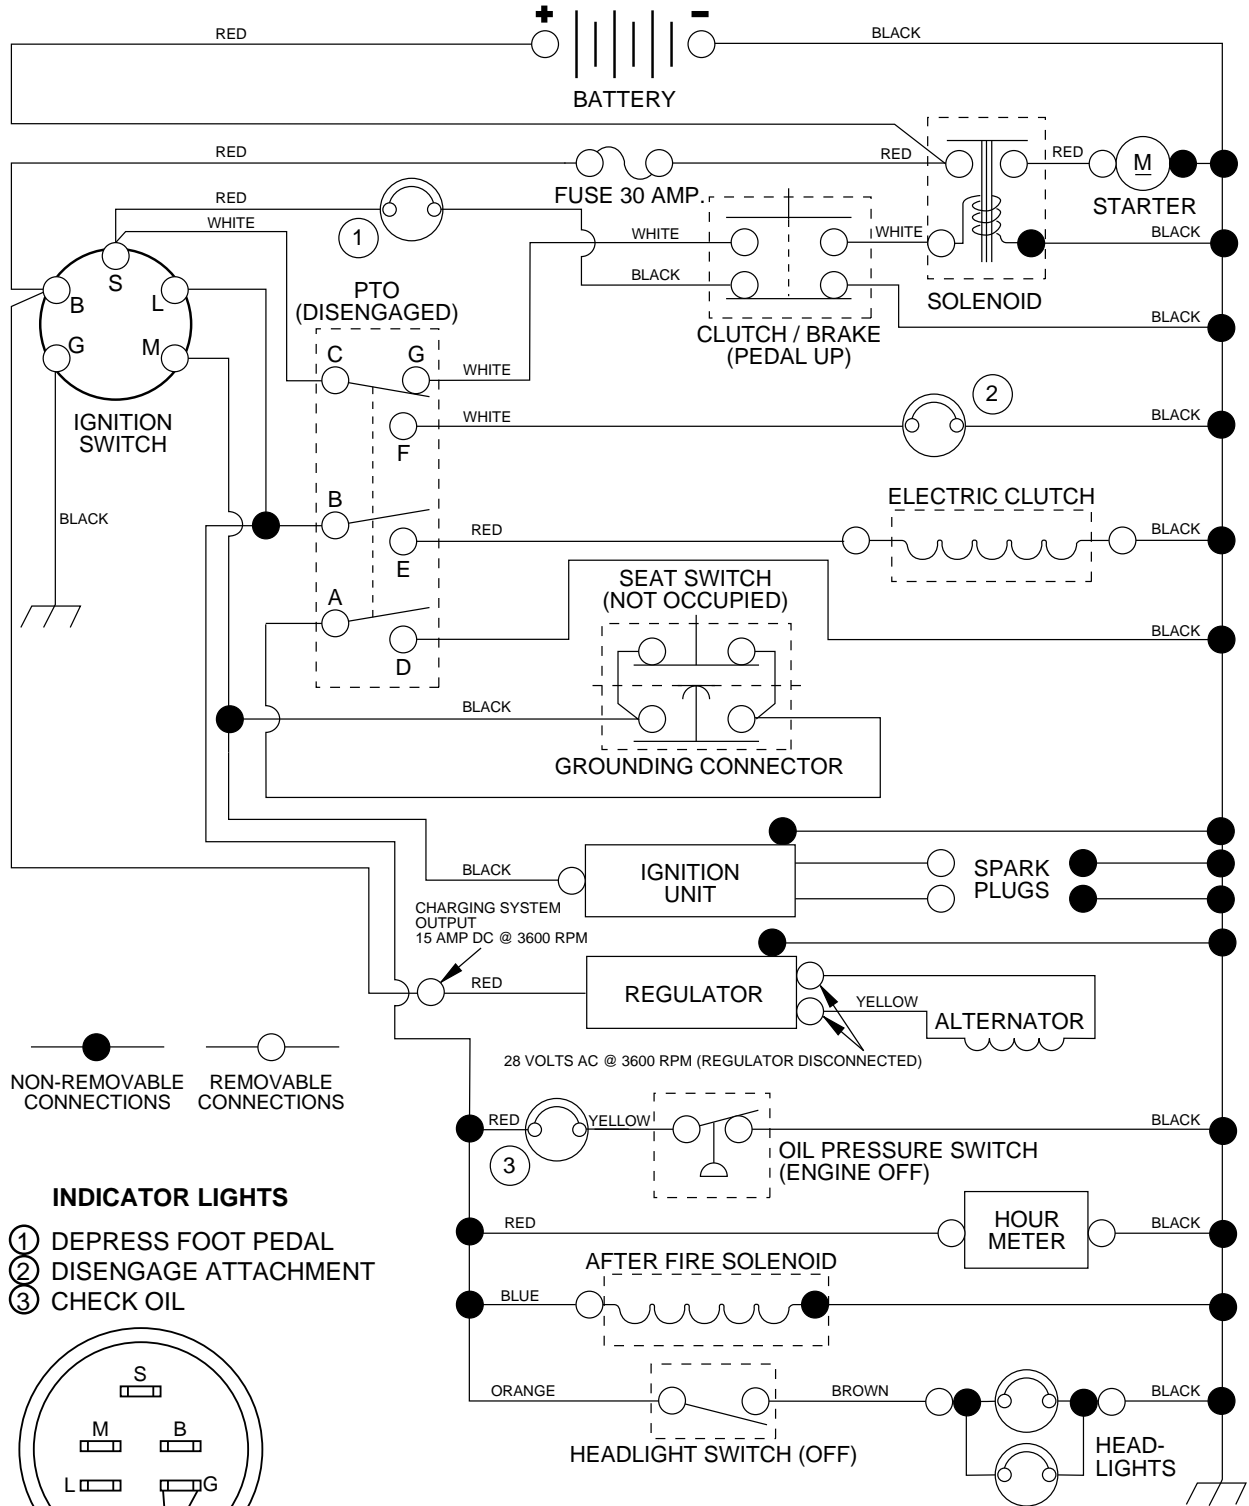 + −
RED
BLACK
BATTERY
RED
RED
RED
M
FUSE 30 AMP.
STARTER
RED
WHITE
1
WHITE
WHITE
BLACK
S
BLACK
B
L
PTO
(DISENGAGED)
SOLENOID
BLACK
G
M
C
G
CLUTCH / BRAKE
(PEDAL UP)
WHITE
2
IGNITION
SWITCH
WHITE
BLACK
F
B
ELECTRIC CLUTCH
BLACK
RED
BLACK
E
SEAT SWITCH
(NOT OCCUPIED)
A
BLACK
D
BLACK
GROUNDING CONNECTOR
BLACK
IGNITION
UNIT
SPARK
PLUGS
CHARGING SYSTEM
OUTPUT
15 AMP DC @ 3600 RPM
RED
REGULATOR
YELLOW
ALTERNATOR
28 VOLTS AC @ 3600 RPM (REGULATOR DISCONNECTED)
NON-REMOVABLE
CONNECTIONS
REMOVABLE
CONNECTIONS
RED
YELLOW
BLACK
3
OIL PRESSURE SWITCH
(ENGINE OFF)
INDICATOR LIGHTS
1 DEPRESS FOOT PEDAL
2 DISENGAGE ATTACHMENT
3 CHECK OIL
RED
HOUR
METER
BLACK
AFTER FIRE SOLENOID
BLUE
ORANGE
BROWN
BLACK
HEADLIGHT SWITCH (OFF)
HEAD-
LIGHTS
S
M
B
L
G